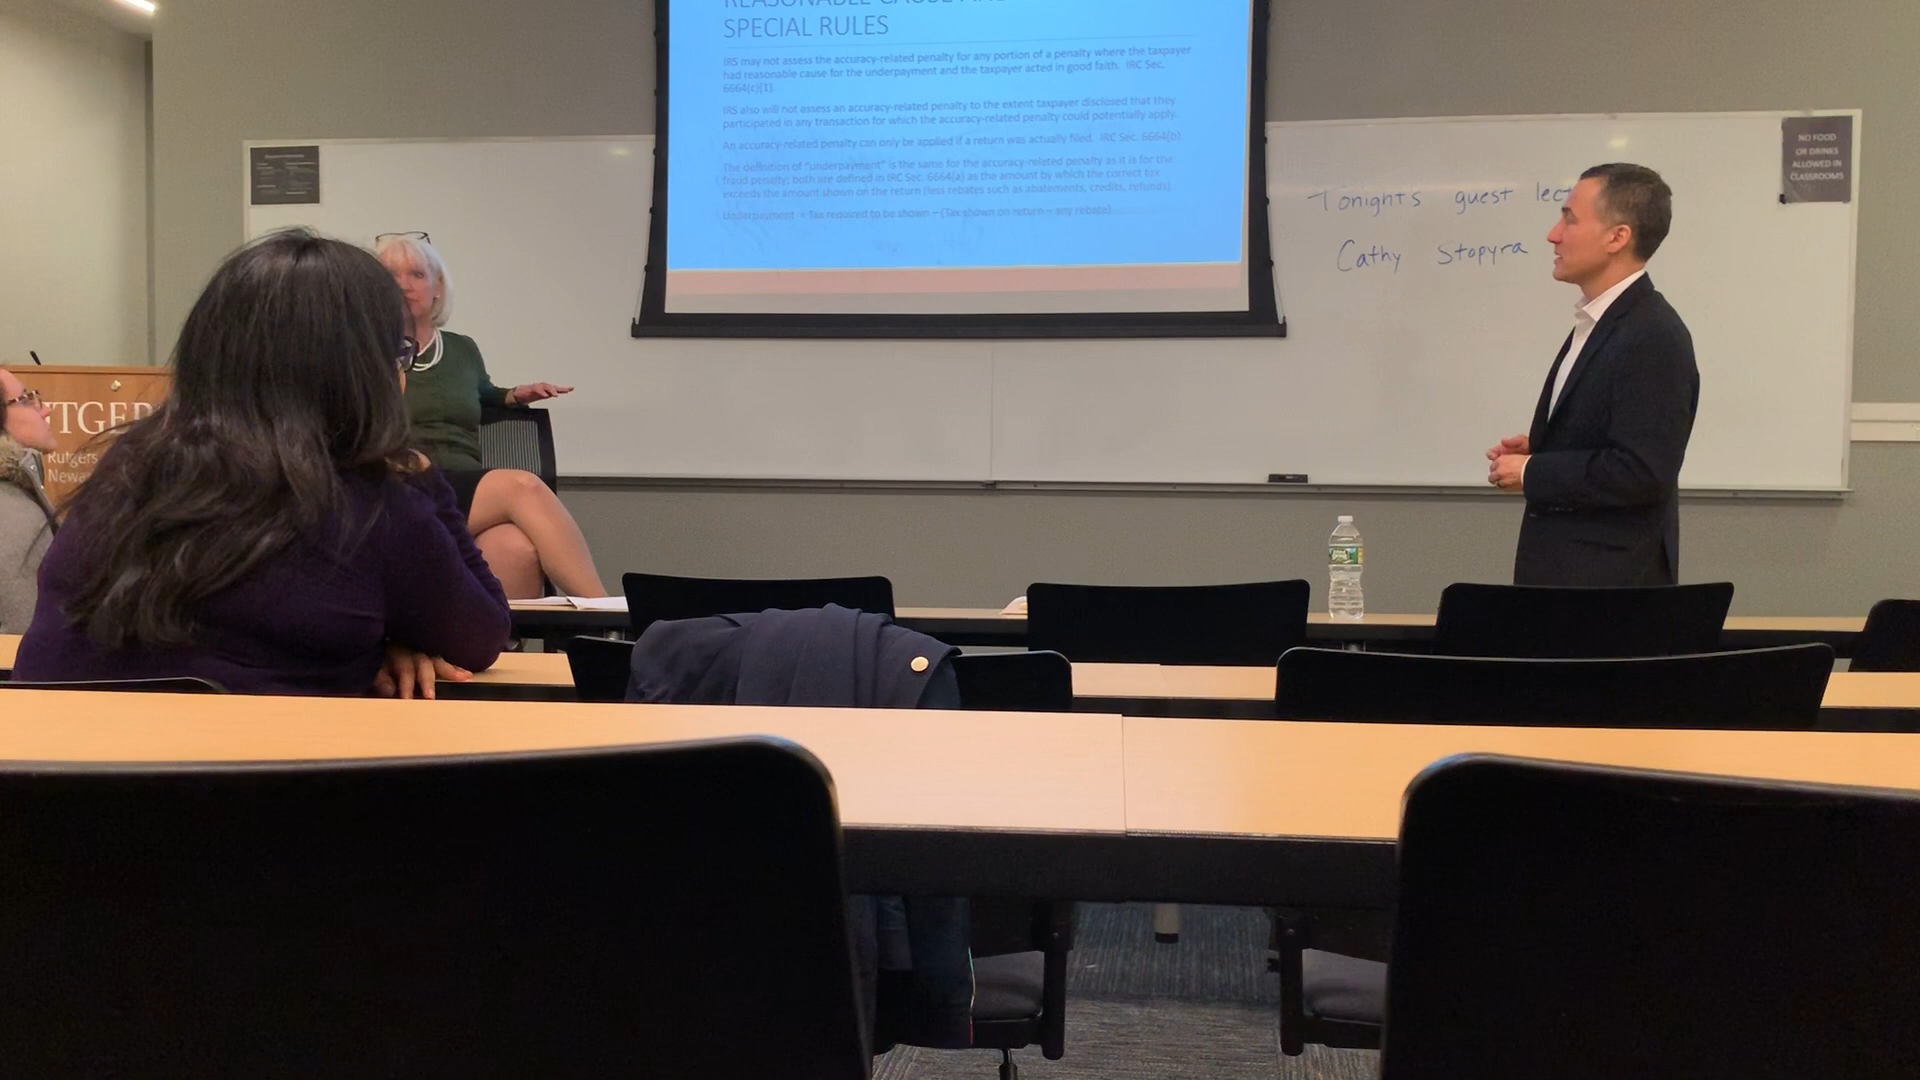 SPECIAL RULES
IRS may not assess the accuracy-related penalty for any portion of a penalty where the taxpayer
had reasonable cause for the underpayment and the taxpayer acted in good faith. IRC Sec.
6664(c)(1).
IRS also will not assess an accuracy-related penalty to the extent taxpayer disclosed that they
participated in any transaction for which the accuracy-related penalty could potentially apply.
An accuracy-related penalty can only be applied if a return was actually filed. IRC Sec. 6664(b).
The definition of "underpayment" is the same for the accuracy-related penalty as it is for the
fraud penalty; both are defined in IRC Sec. 6664(a) as the amount by which the correct tax
exceeds the amount shown on the return (less rebates such as abatements, credits, refunds)
Underpayment = Tax required to be shown – (Tax shown on return – any rebate)
Tonight's guest lect
Cathy Stopyra
NO FOOD
OR DRINKS
ALLOWED IN
CLASSROOMS
UTGER
Rutgers
Newa